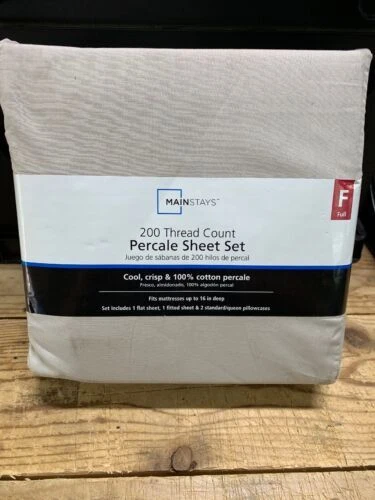 MAINSTAYS™
F
Full
200 Thread Count
Percale Sheet Set
Juego de sábanas de 200 hilos de percal
Cool, crisp & 100% cotton percale
Fresco, almidonado, 100% algodón percal
Fits mattresses up to 16 in deep
Set includes 1 flat sheet, 1 fitted sheet & 2 standard/queen pillowcases